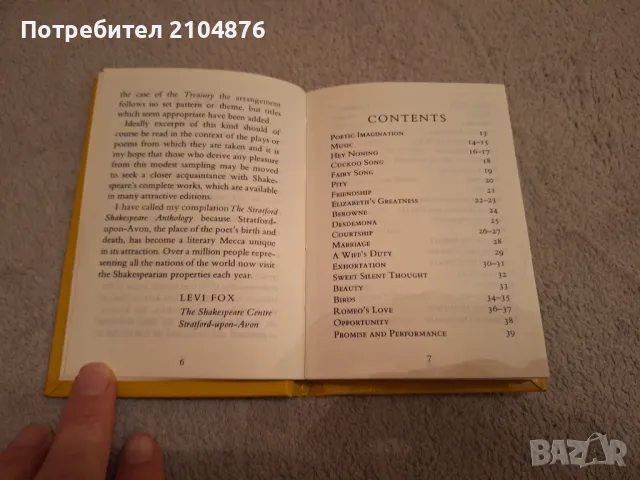 Потребител 2104876
the case of the Treasury the arrangement
follows no set pattern or theme, but titles
which seem appropriate have been added.
Ideally excerpts of this kind should of
course be read in the context of the plays or
poems from which they are taken and it is
my hope that those who derive any pleasure
from this modest sampling may be moved
to seek a closer acquaintance with Shake-
speare's complete works, which are available
in many attractive editions.
I have called my compilation The Stratford
Shakespeare Anthology because Stratford-
upon-Avon, the place of the poet's birth and
death, has become a literary Mecca unique
in its attraction. Over a million people repre-
senting all the nations of the world now visit
the Shakespearian properties each year.
LEVI FOX
The Shakespeare Centre
Stratford-upon-Avon
6
CONTENTS
Poetic Imagination 13
Music 14–15
Hey Nonino 16–17
Cuckoo Song 18
Fairy Song 19
Pity 20
Friendship 21
Elizabeth's Greatness 22–23
Berowne 24
Desdemona 25
Courtship 26–27
Marriage 28
A Wife's Duty 29
Exhortation 30–31
Sweet Silent Thought 32
Beauty 33
Birds 34–35
Romeo's Love 36–37
Opportunity 38
Promise and Performance 39
7
BAZAR
bg